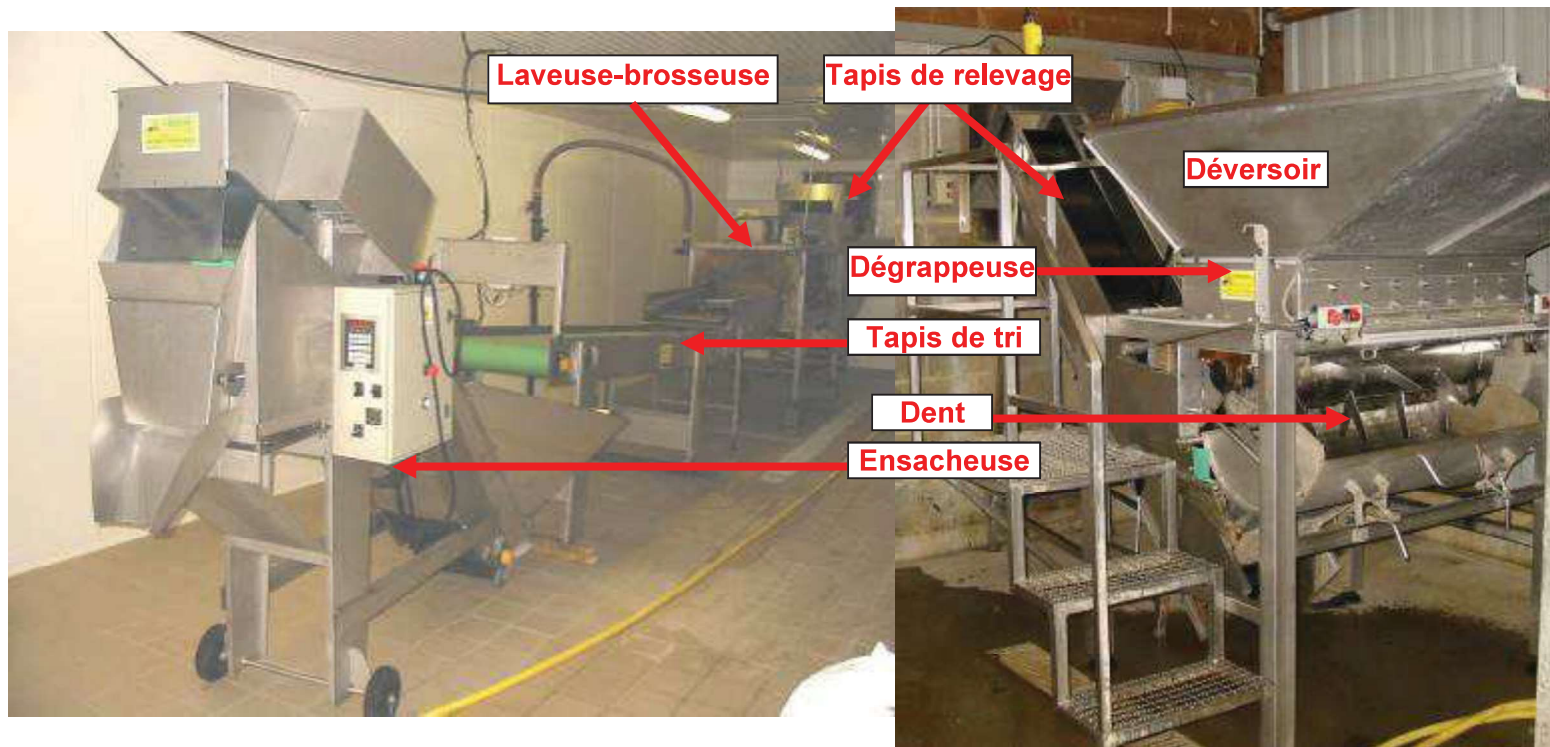 Laveuse-brosseuse
Tapis de relevage
Déversoir
Dégrappeuse
Tapis de tri
Dent
Ensacheuse